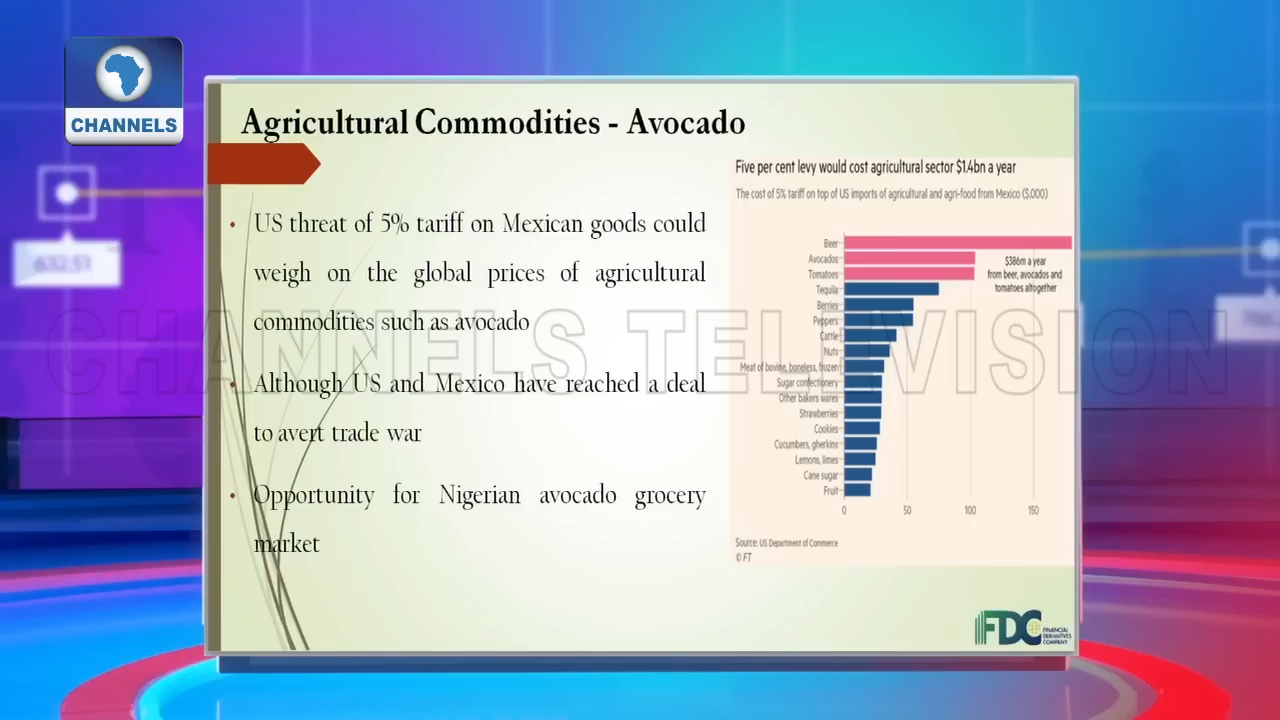 CHANNELS
Agricultural Commodities - Avocado
• US threat of 5% tariff on Mexican goods could
weigh on the global prices of agricultural
commodities such as avocado
• Although US and Mexico have reached a deal
to avert trade war
• Opportunity for Nigerian avocado grocery
market
Five per cent levy would cost agricultural sector $1.4bn a year
The cost of 5% tariff on top of US imports of agricultural and agri-food from Mexico ($,000)
Beer
Avocados
Tomatoes
Tequila
Berries
Peppers
Cattle
Nuts
Meat of bovine, boneless, frozen
Sugar confectionery
Other bakers wares
Strawberries
Cookies
Cucumbers, gherkins
Lemons, limes
Cane sugar
Fruit
$386m a year
from beer, avocados and
tomatoes altogether
0 50 100 150
Source: US Department of Commerce
© FT
FDC FINANCIAL
DERIVATIVES
COMPANY
CHANNELS TELEVISION